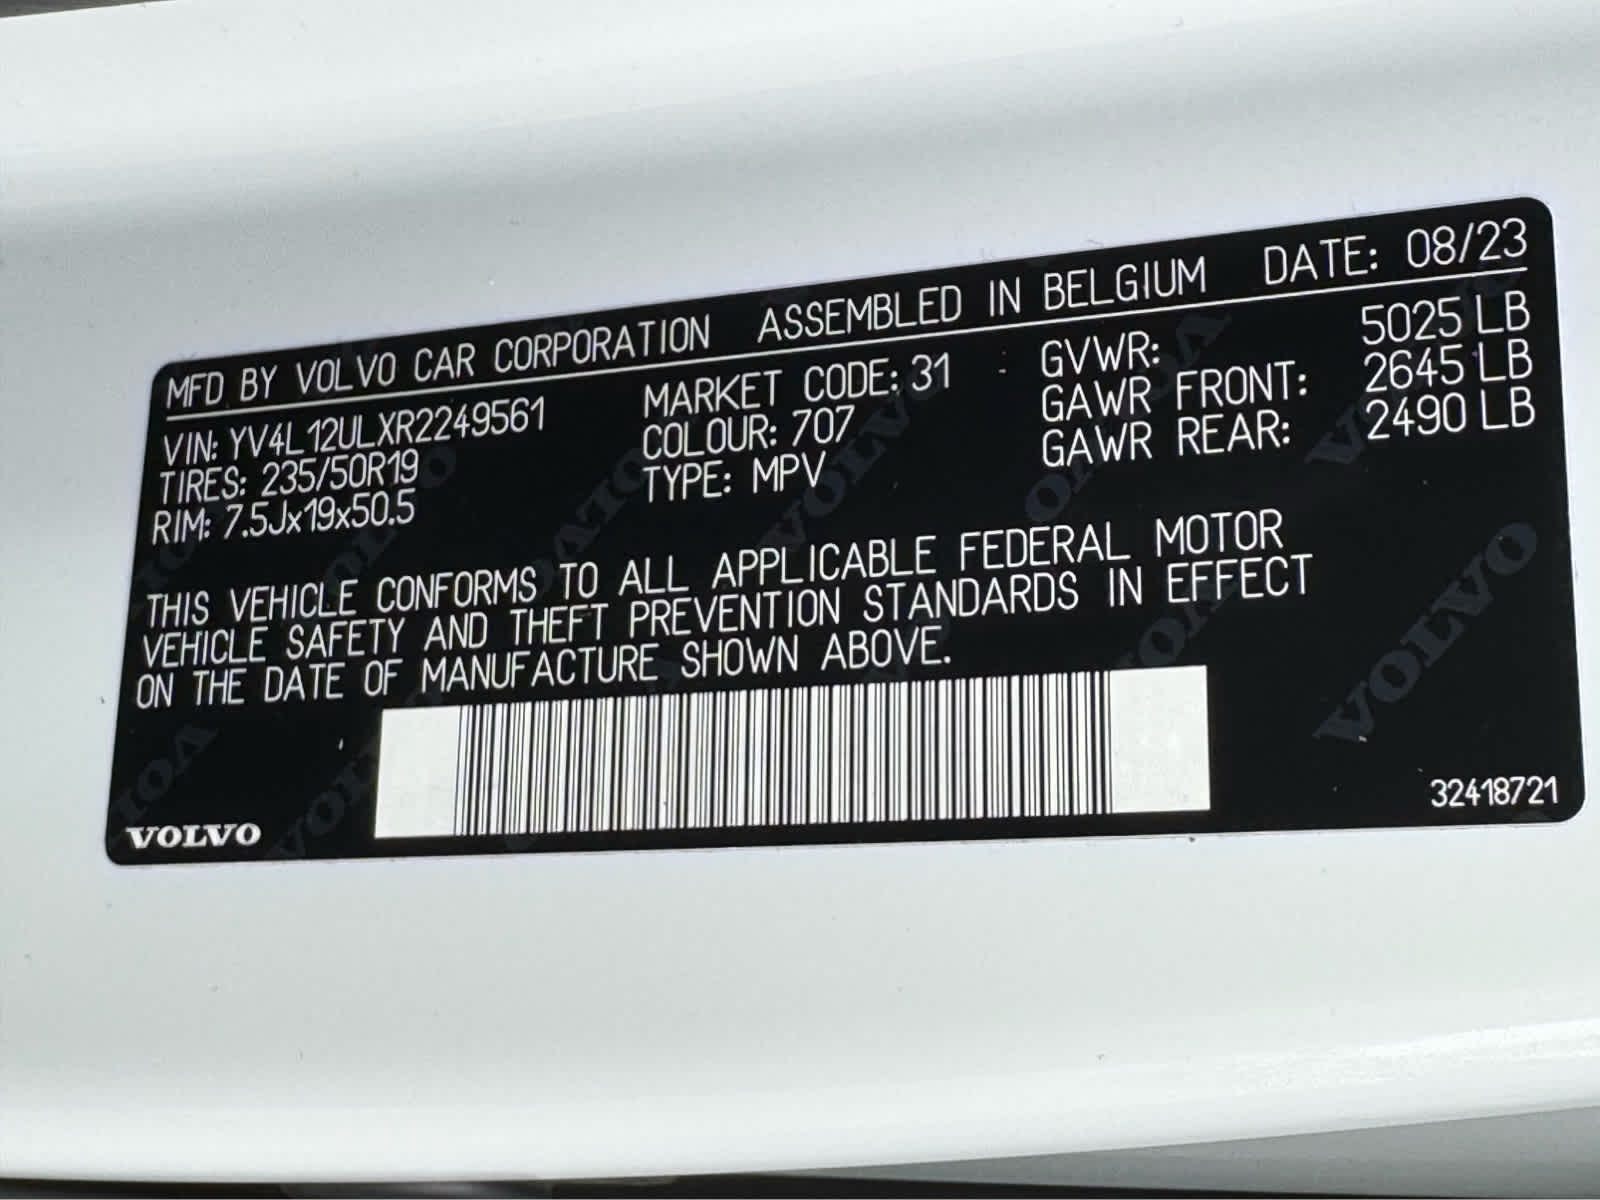 MFD. BY VOLVO CAR CORPORATION ASSEMBLED IN BELGIUM DATE: 08/23
VIN: YV4L12ULXR2249561 MARKET CODE: 31 GVWR: 5025 LB
TIRES: 235/50R19 COLOUR: 707 GAWR FRONT: 2645 LB
RIM: 7.5Jx19x50.5 TYPE: MPV GAWR REAR: 2490 LB
THIS VEHICLE CONFORMS TO ALL APPLICABLE FEDERAL MOTOR
VEHICLE SAFETY AND THEFT PREVENTION STANDARDS IN EFFECT
ON THE DATE OF MANUFACTURE SHOWN ABOVE.
VOLVO
32418721